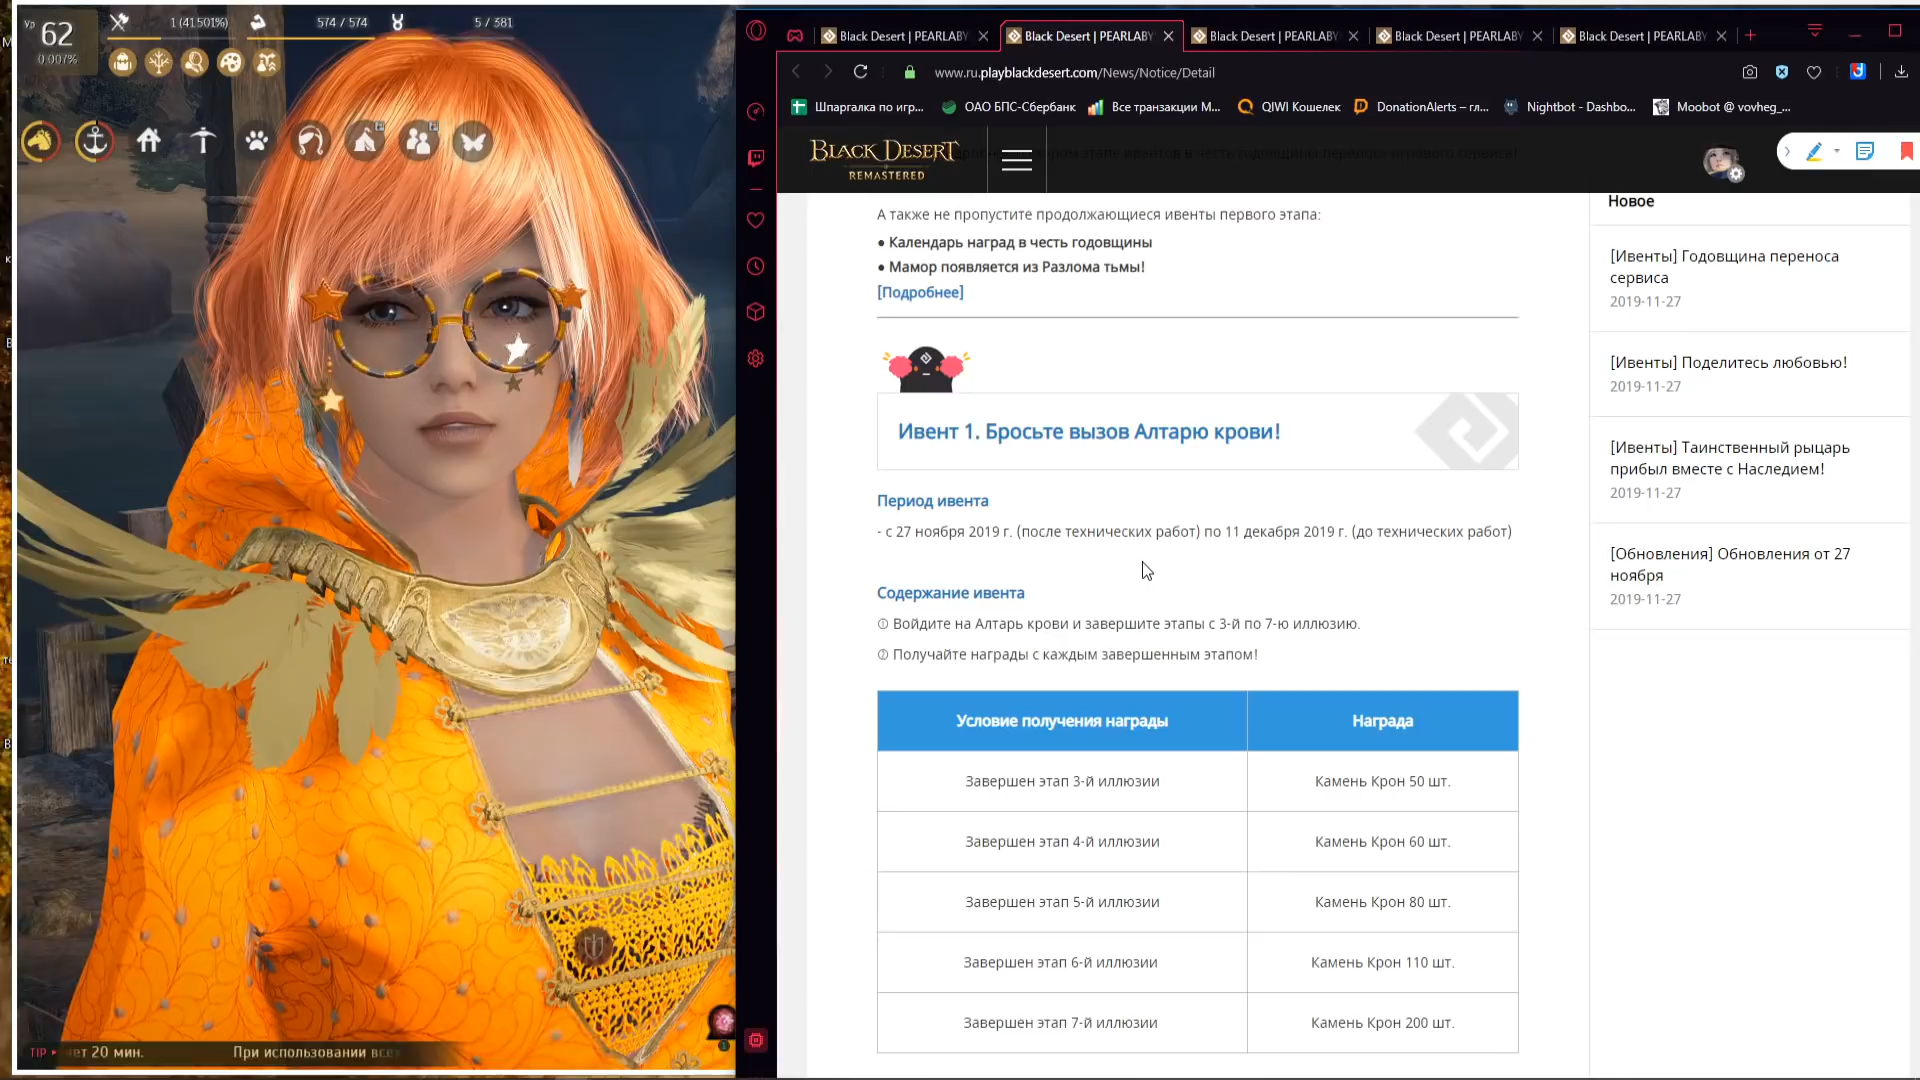 Ур 62
0.007%
1 (41.501%)
574 / 574
5 / 381
TIP
ет 20 мин.
При использовании все
Black Desert | PEARLABY
Black Desert | PEARLABY
Black Desert | PEARLABY
Black Desert | PEARLABY
Black Desert | PEARLABY
www.ru.playblackdesert.com/News/Notice/Detail
Шпаргалка по игр...
ОАО БПС-Сбербанк
Все транзакции М...
QIWI Кошелек
DonationAlerts – гл...
Nightbot - Dashbo...
Moobot @ vovheg_...
BLACK DESERT
REMASTERED
А также не пропустите продолжающиеся ивенты первого этапа:
● Календарь наград в честь годовщины
● Мамор появляется из Разлома тьмы!
[Подробнее]
Ивент 1. Бросьте вызов Алтарю крови!
Период ивента
- с 27 ноября 2019 г. (после технических работ) по 11 декабря 2019 г. (до технических работ)
Содержание ивента
① Войдите на Алтарь крови и завершите этапы с 3-й по 7-ю иллюзию.
② Получайте награды с каждым завершенным этапом!
Условие получения награды
Награда
Завершен этап 3-й иллюзии
Камень Крон 50 шт.
Завершен этап 4-й иллюзии
Камень Крон 60 шт.
Завершен этап 5-й иллюзии
Камень Крон 80 шт.
Завершен этап 6-й иллюзии
Камень Крон 110 шт.
Завершен этап 7-й иллюзии
Камень Крон 200 шт.
Новое
[Ивенты] Годовщина переноса
сервиса
2019-11-27
[Ивенты] Поделитесь любовью!
2019-11-27
[Ивенты] Таинственный рыцарь
прибыл вместе с Наследием!
2019-11-27
[Обновления] Обновления от 27
ноября
2019-11-27